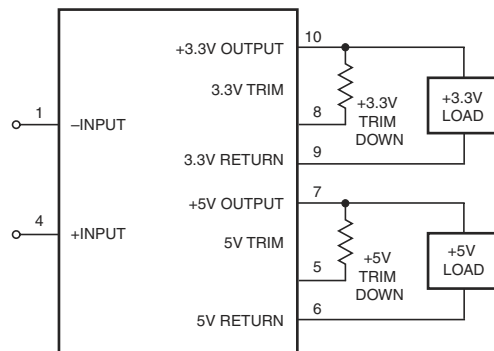 10
+3.3V OUTPUT
3.3V TRIM
8
+3.3V
TRIM
DOWN
+3.3V
LOAD
1
–INPUT
3.3V RETURN
9
+5V OUTPUT
7
4
+INPUT
5V TRIM
5
+5V
TRIM
DOWN
+5V
LOAD
5V RETURN
6